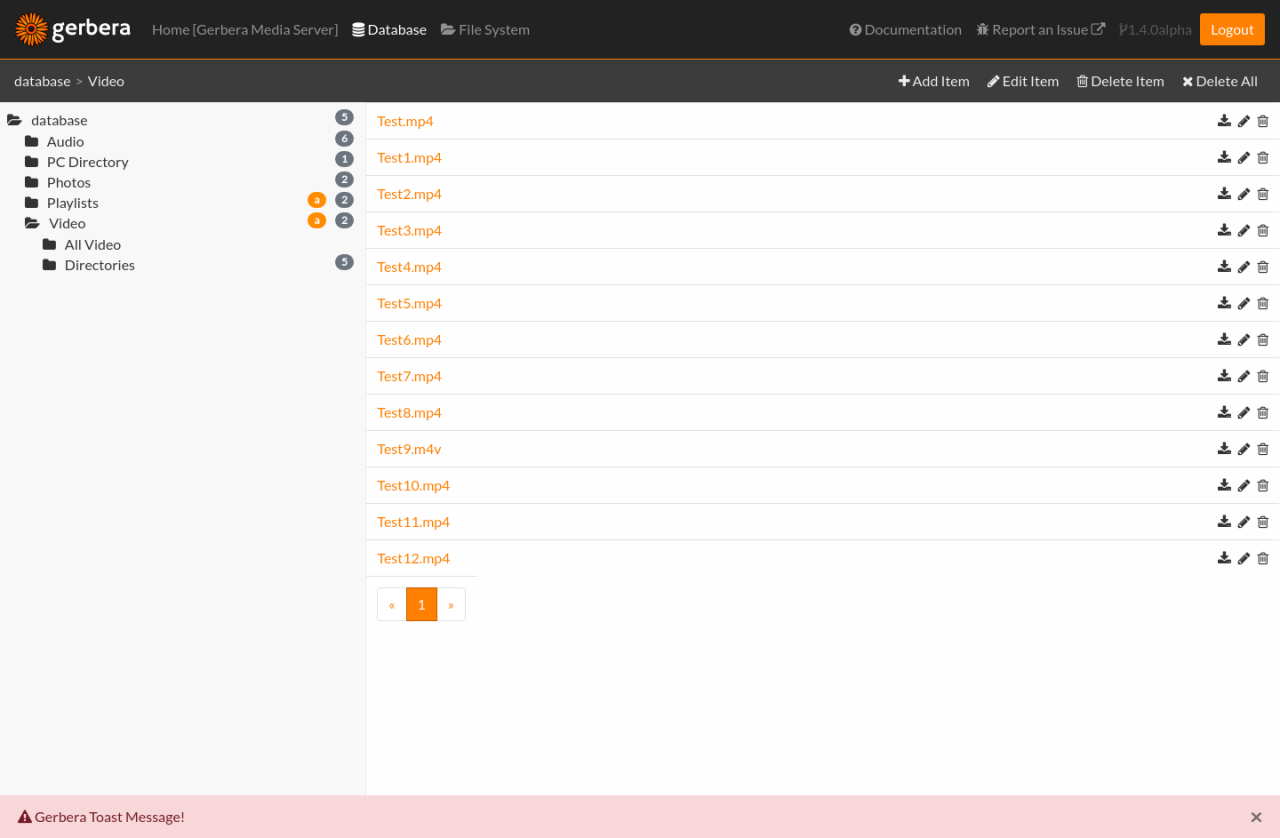 gerbera Home [Gerbera Media Server] Database File System Documentation Report an Issue 1.4.0alpha Logout
database > Video Add Item Edit Item Delete Item Delete All
database 5
Audio 6
PC Directory 1
Photos 2
Playlists a 2
Video a 2
All Video
Directories 5
Test.mp4
Test1.mp4
Test2.mp4
Test3.mp4
Test4.mp4
Test5.mp4
Test6.mp4
Test7.mp4
Test8.mp4
Test9.m4v
Test10.mp4
Test11.mp4
Test12.mp4
« 1 »
Gerbera Toast Message! ×